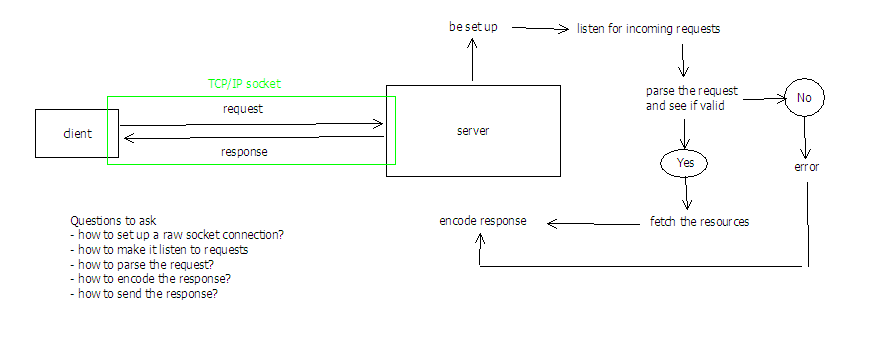 be set up
listen for incoming requests
TCP/IP socket
request
client
response
server
parse the request
and see if valid
No
Yes
error
fetch the resources
encode response
Questions to ask
- how to set up a raw socket connection?
- how to make it listen to requests
- how to parse the request?
- how to encode the response?
- how to send the response?